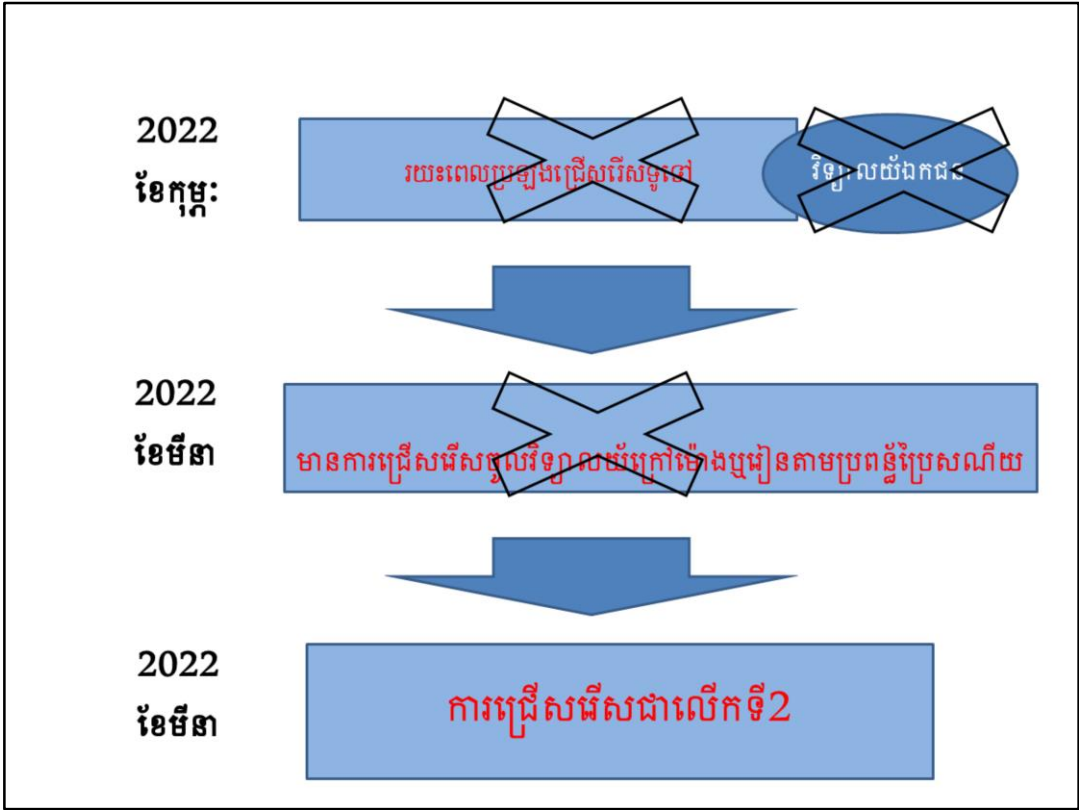 2022
ខែកុម្ភ:
រយះពេលប្រឡងជ្រើសរើសទូទៅ
វិទ្យាលយ័ឯកជន
2022
ខែមីនា
មានការជ្រើសរើសចូលវិទ្យាលយ័ក្រៅម៉ោងឬរៀនតាមប្រពន្ធ័ប្រៃសណីយ
2022
ខែមីនា
ការជ្រើសរើសជាលើកទី2